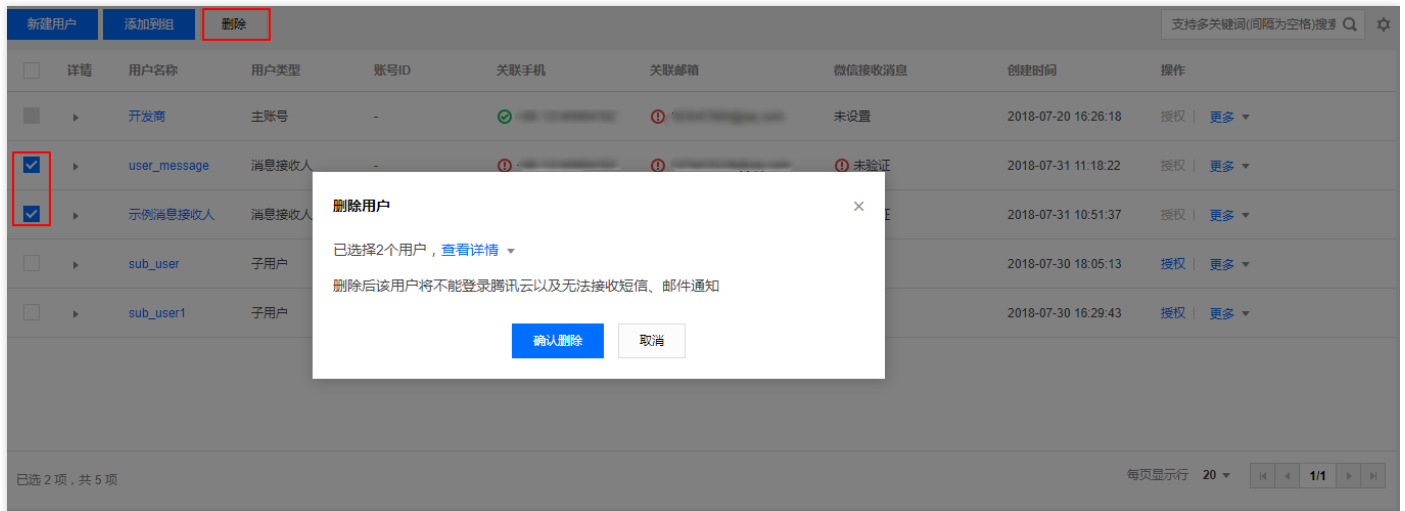 新建用户 添加到组 删除 支持多关键词(间隔为空格)搜索
详情 用户名称 用户类型 账号ID 关联手机 关联邮箱 微信接收消息 创建时间 操作
开发商 主账号 - 未设置 2018-07-20 16:26:18 授权 | 更多
user_message 消息接收人 - 未验证 2018-07-31 11:18:22 授权 | 更多
示例消息接收人 消息接收人 2018-07-31 10:51:37 授权 | 更多
sub_user 子用户 2018-07-30 18:05:13 授权 | 更多
sub_user1 子用户 2018-07-30 16:29:43 授权 | 更多
删除用户
已选择2个用户，查看详情
删除后该用户将不能登录腾讯云以及无法接收短信、邮件通知
确认删除 取消
已选 2 项，共 5 项 每页显示行 20 1/1